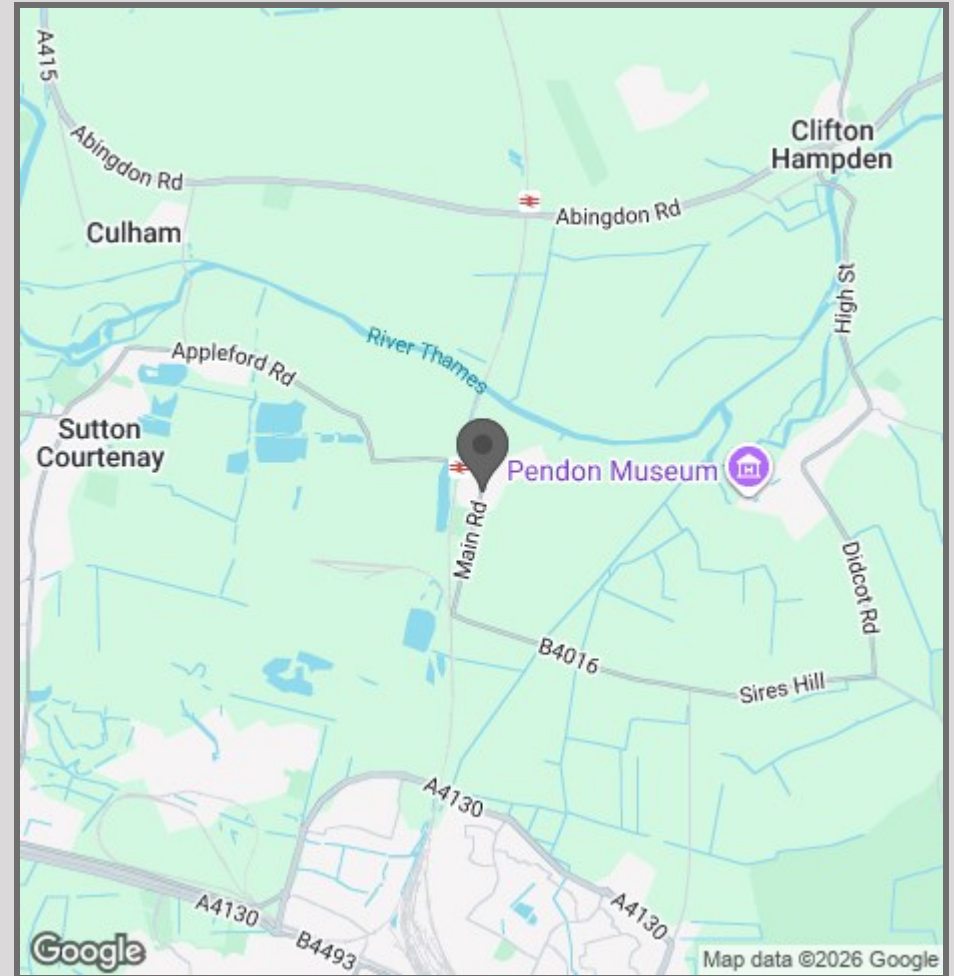 A415
Abingdon Rd
Clifton
Hampden
Abingdon Rd
Culham
High St
River Thames
Appleford Rd
Sutton
Courtenay
Pendon Museum
Main Rd
Didcot Rd
B4016
Sires Hill
A4130
A4130
A4130
B4493
Google
Map data ©2026 Google